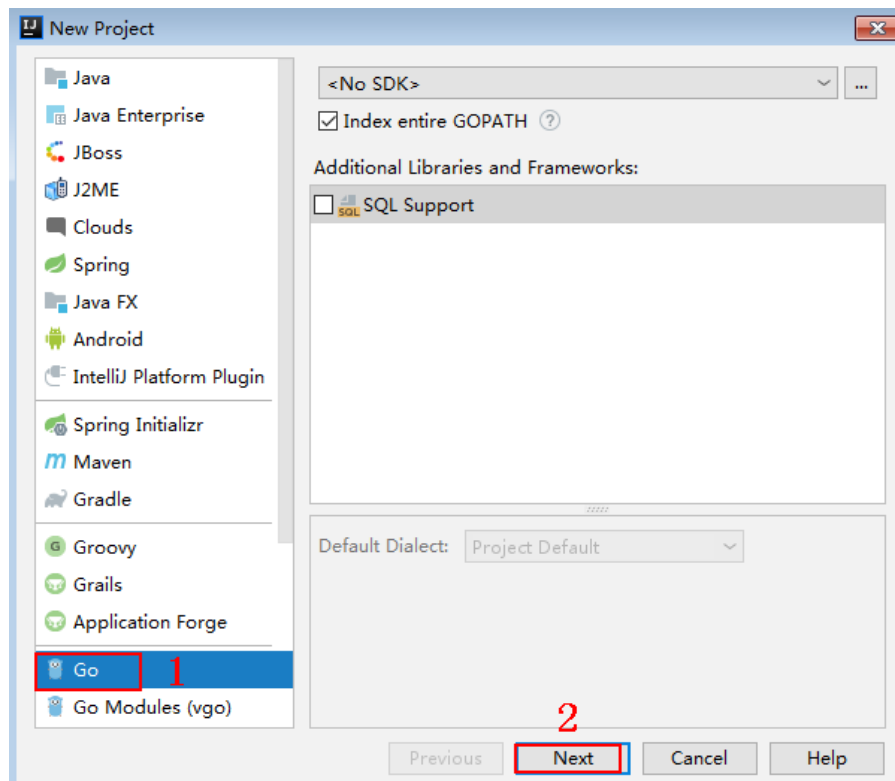 New Project
Java
Java Enterprise
JBoss
J2ME
Clouds
Spring
Java FX
Android
IntelliJ Platform Plugin
Spring Initializr
Maven
Gradle
Groovy
Grails
Application Forge
Go 1
Go Modules (vgo)
<No SDK>
...
Index entire GOPATH ?
Additional Libraries and Frameworks:
SQL SQL Support
Default Dialect: Project Default
2
Previous Next Cancel Help